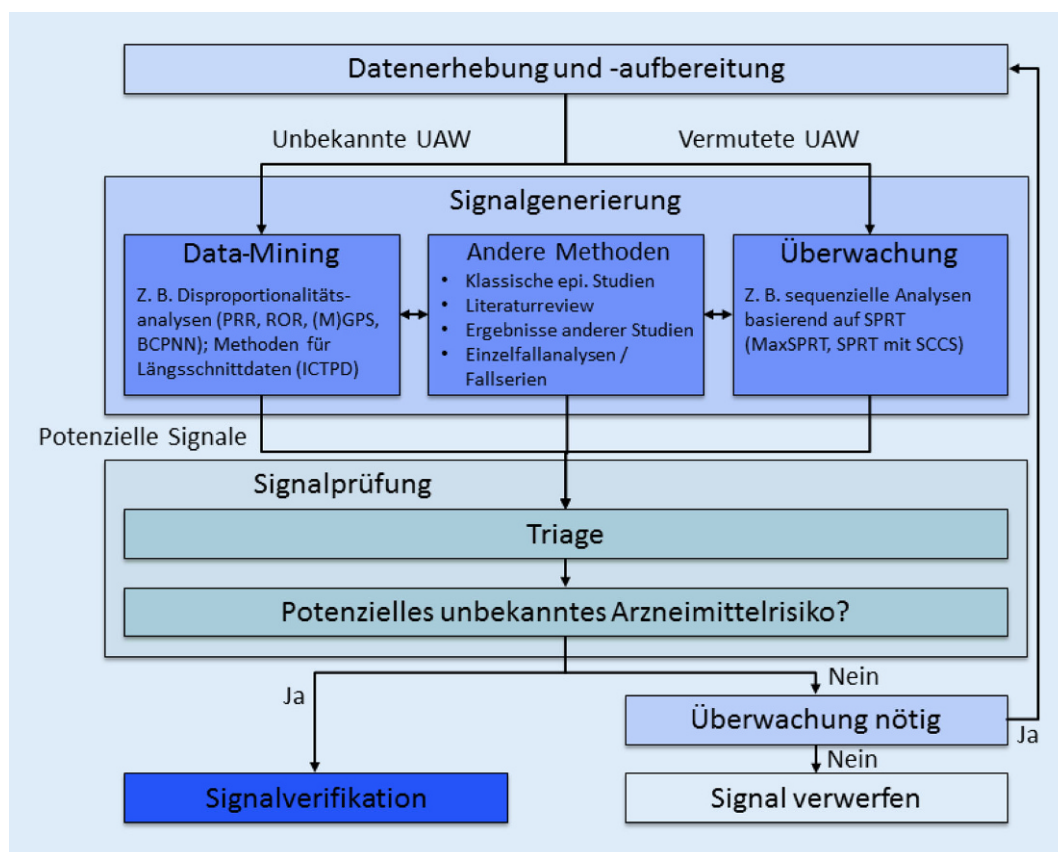 Datenerhebung und -aufbereitung
Unbekannte UAW
Vermutete UAW
Signalgenerierung
Data-Mining
Z. B. Disproportionalitäts-
analysen (PRR, ROR, (M)GPS,
BCPNN); Methoden für
Längsschnittdaten (ICTPD)
Andere Methoden
• Klassische epi. Studien
• Literaturreview
• Ergebnisse anderer Studien
• Einzelfallanalysen /
Fallserien
Überwachung
Z. B. sequenzielle Analysen
basierend auf SPRT
(MaxSPRT, SPRT mit SCCS)
Potenzielle Signale
Signalprüfung
Triage
Potenzielles unbekanntes Arzneimittelrisiko?
Ja
Nein
Überwachung nötig
Ja
Nein
Signalverifikation
Signal verwerfen